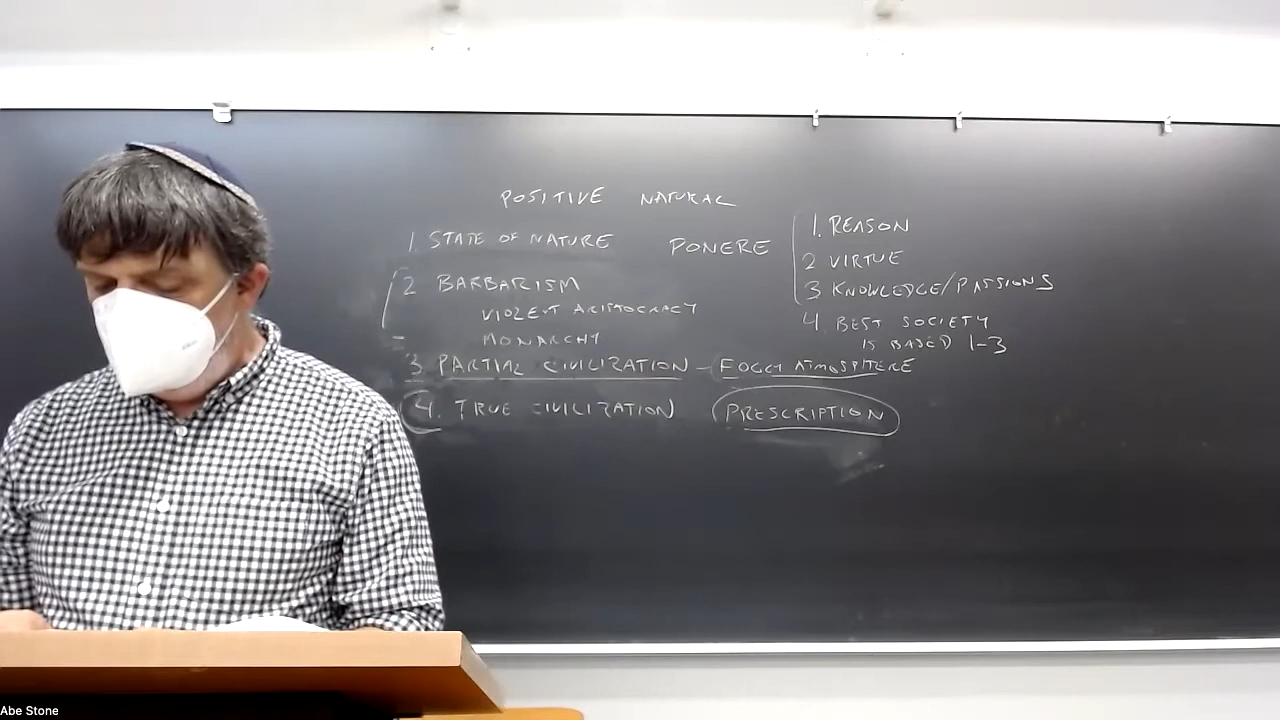 POSITIVE NATURAL
1. STATE OF NATURE
PONERE
2 BARBARISM
VIOLENT ARISTOCRACY
MONARCHY
3. PARTIAL CIVILIZATION - FOGGY ATMOSPHERE
4. TRUE CIVILIZATION PRESCRIPTION
1. REASON
2 VIRTUE
3 KNOWLEDGE/PASSIONS
4. BEST SOCIETY
IS BASED 1-3
Abe Stone